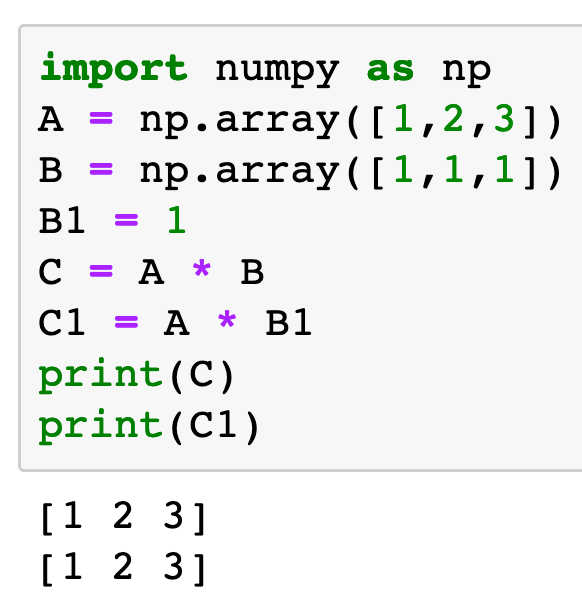 import numpy as np
A = np.array([1,2,3])
B = np.array([1,1,1])
B1 = 1
C = A * B
C1 = A * B1
print(C)
print(C1)
[1 2 3]
[1 2 3]